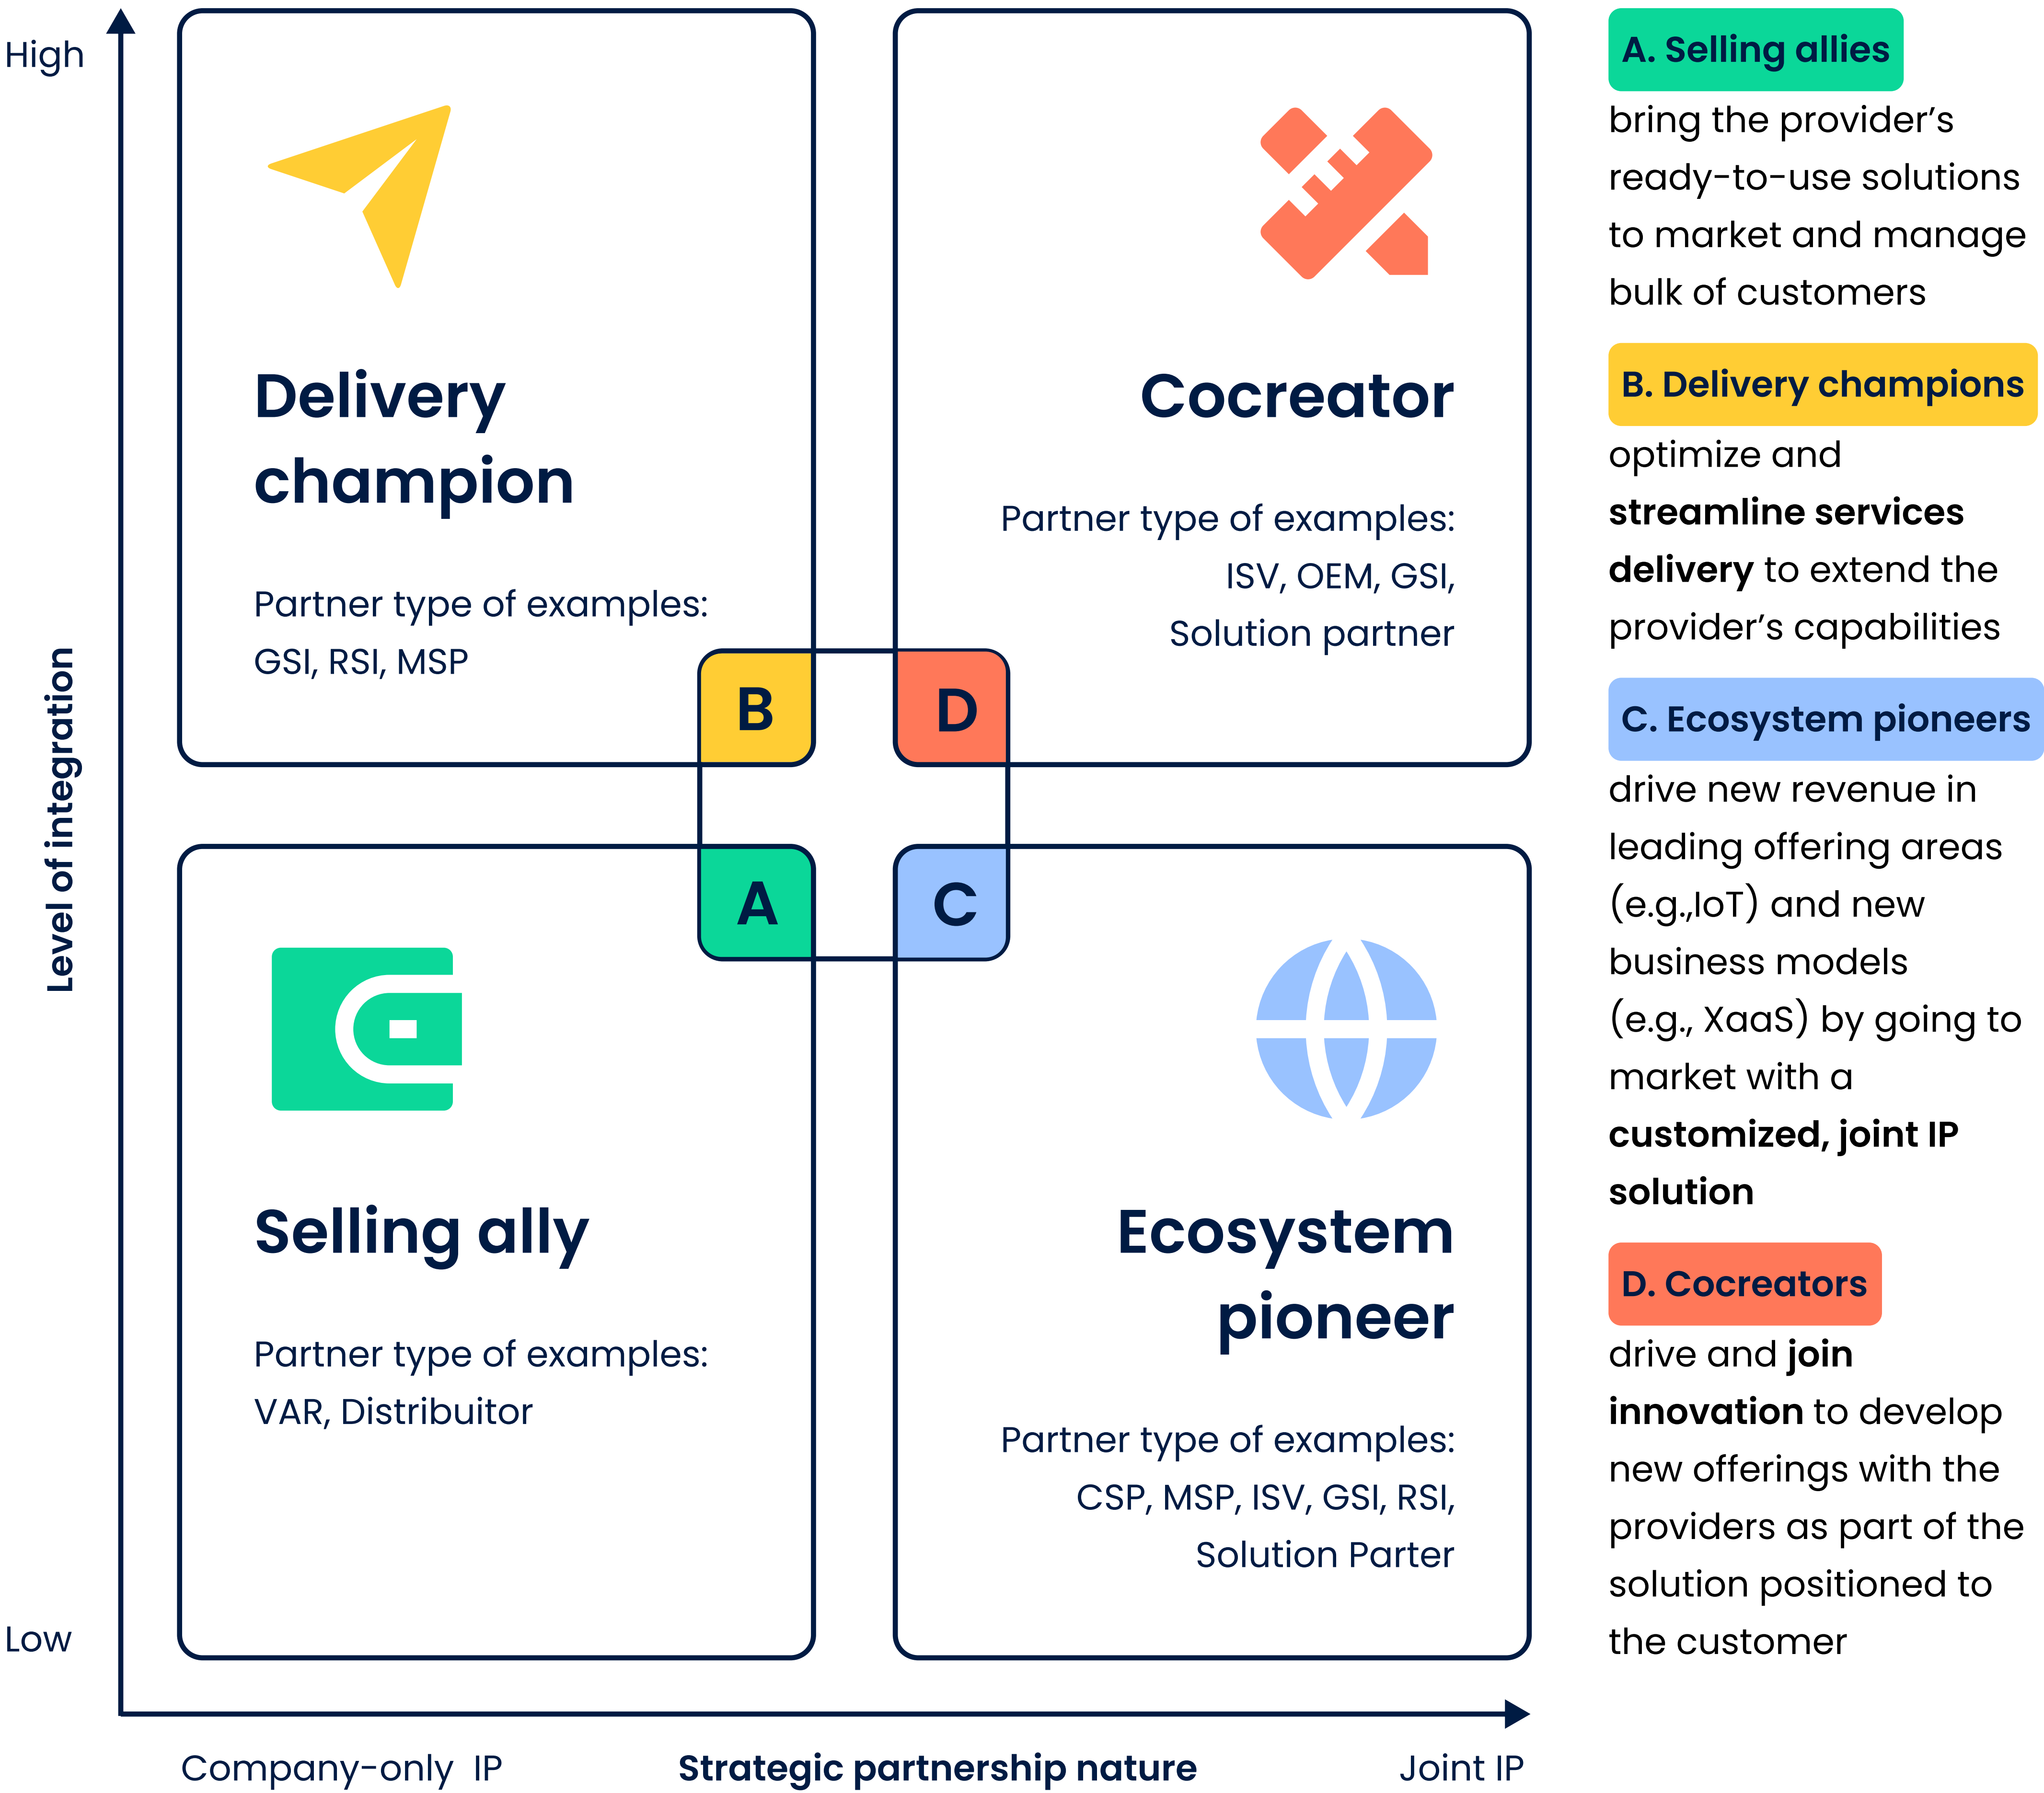 High
Level of integration
Low
Delivery
champion
Partner type of examples:
GSI, RSI, MSP
B
Cocreator
Partner type of examples:
ISV, OEM, GSI,
Solution partner
D
A
Selling ally
Partner type of examples:
VAR, Distribuitor
C
Ecosystem
pioneer
Partner type of examples:
CSP, MSP, ISV, GSI, RSI,
Solution Parter
Company-only IP
Strategic partnership nature
Joint IP
A. Selling allies
bring the provider’s
ready-to-use solutions
to market and manage
bulk of customers
B. Delivery champions
optimize and
streamline services
delivery to extend the
provider’s capabilities
C. Ecosystem pioneers
drive new revenue in
leading offering areas
(e.g.,IoT) and new
business models
(e.g., XaaS) by going to
market with a
customized, joint IP
solution
D. Cocreators
drive and join
innovation to develop
new offerings with the
providers as part of the
solution positioned to
the customer